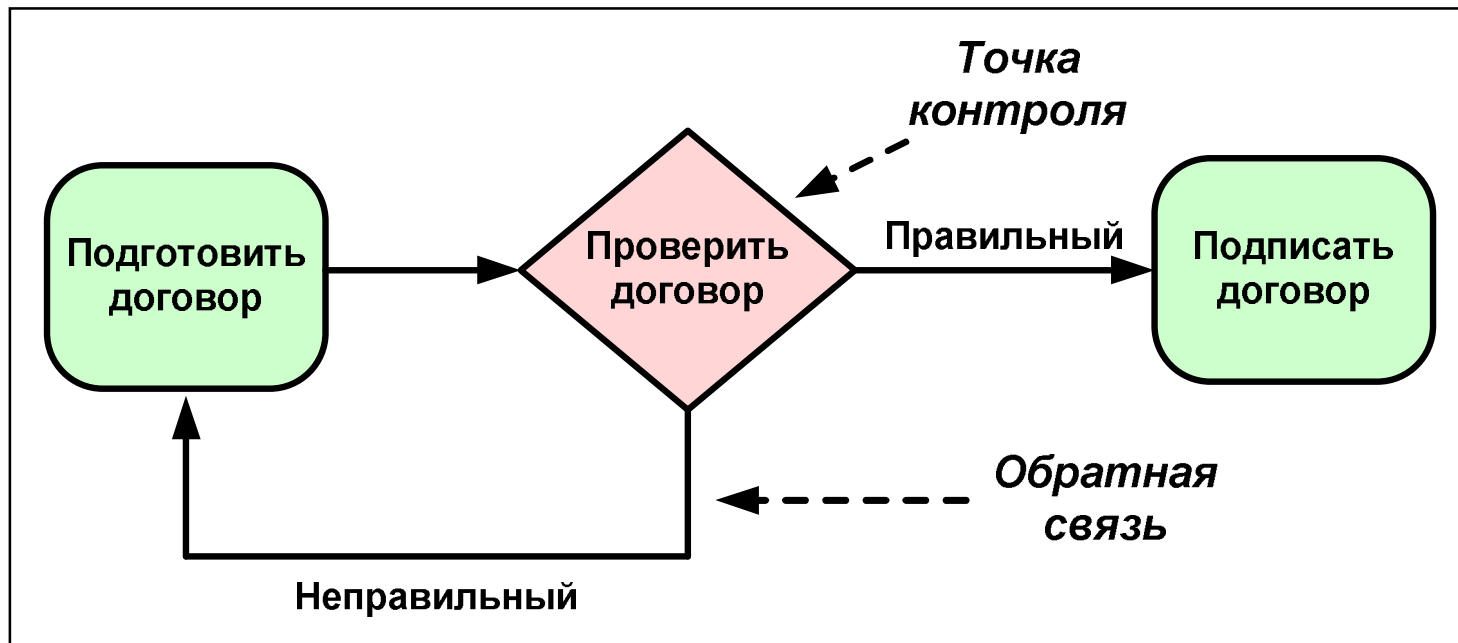 Точка
контроля
Подготовить
договор
Проверить
договор
Правильный
Подписать
договор
Обратная
связь
Неправильный